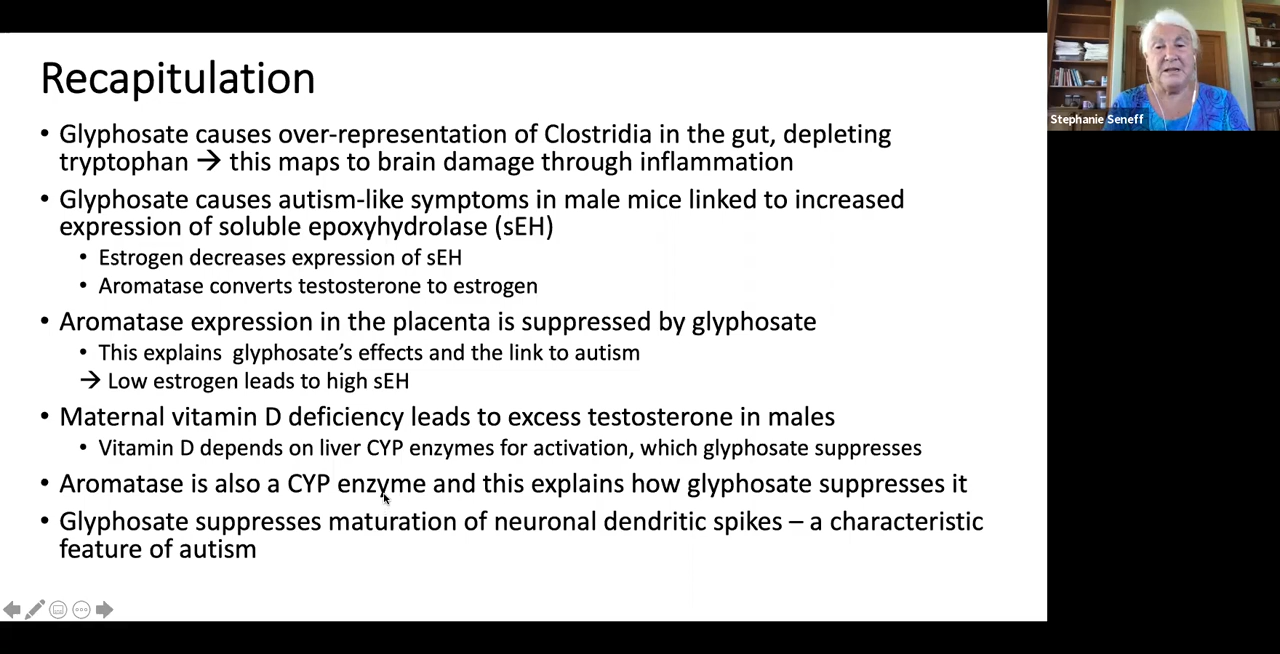 Recapitulation
• Glyphosate causes over-representation of Clostridia in the gut, depleting
tryptophan → this maps to brain damage through inflammation
• Glyphosate causes autism-like symptoms in male mice linked to increased
expression of soluble epoxyhydrolase (sEH)
• Estrogen decreases expression of sEH
• Aromatase converts testosterone to estrogen
• Aromatase expression in the placenta is suppressed by glyphosate
• This explains glyphosate's effects and the link to autism
→ Low estrogen leads to high sEH
• Maternal vitamin D deficiency leads to excess testosterone in males
• Vitamin D depends on liver CYP enzymes for activation, which glyphosate suppresses
• Aromatase is also a CYP enzyme and this explains how glyphosate suppresses it
• Glyphosate suppresses maturation of neuronal dendritic spikes – a characteristic
feature of autism
Stephanie Seneff